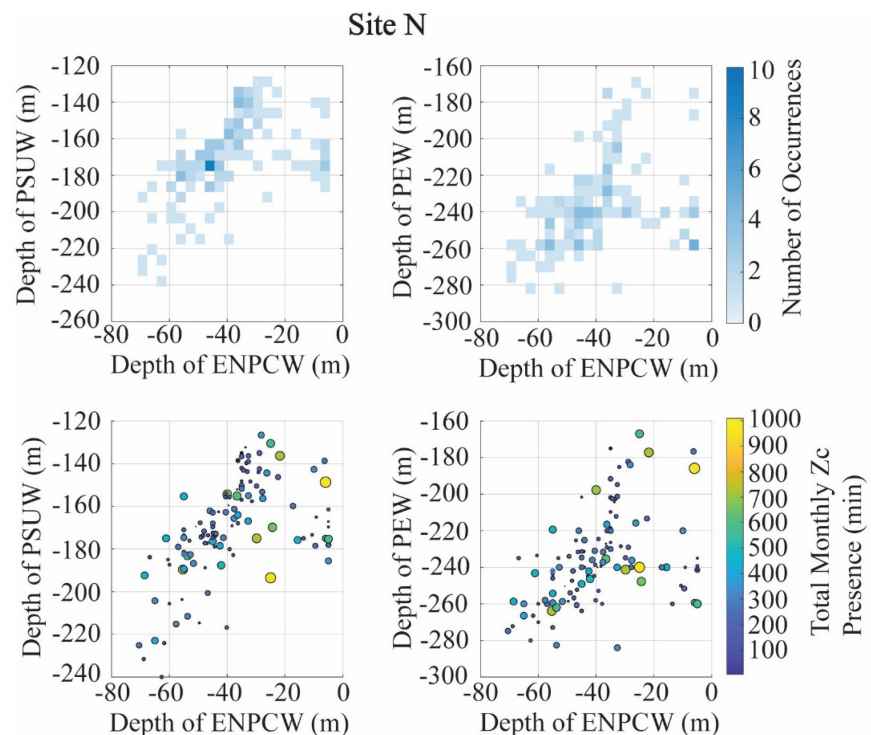 Site N
-120
-140
-160
-180
-200
-220
-240
-260
Depth of PSUW (m)
-80 -60 -40 -20 0
Depth of ENPCW (m)
-160
-180
-200
-220
-240
-260
-280
-300
Depth of PEW (m)
-80 -60 -40 -20 0
Depth of ENPCW (m)
10
8
6
4
2
0
Number of Occurrences
-120
-140
-160
-180
-200
-220
-240
Depth of PSUW (m)
-80 -60 -40 -20 0
Depth of ENPCW (m)
-160
-180
-200
-220
-240
-260
-280
-300
Depth of PEW (m)
-80 -60 -40 -20 0
Depth of ENPCW (m)
1000
900
800
700
600
500
400
300
200
100
Total Monthly Zc
Presence (min)